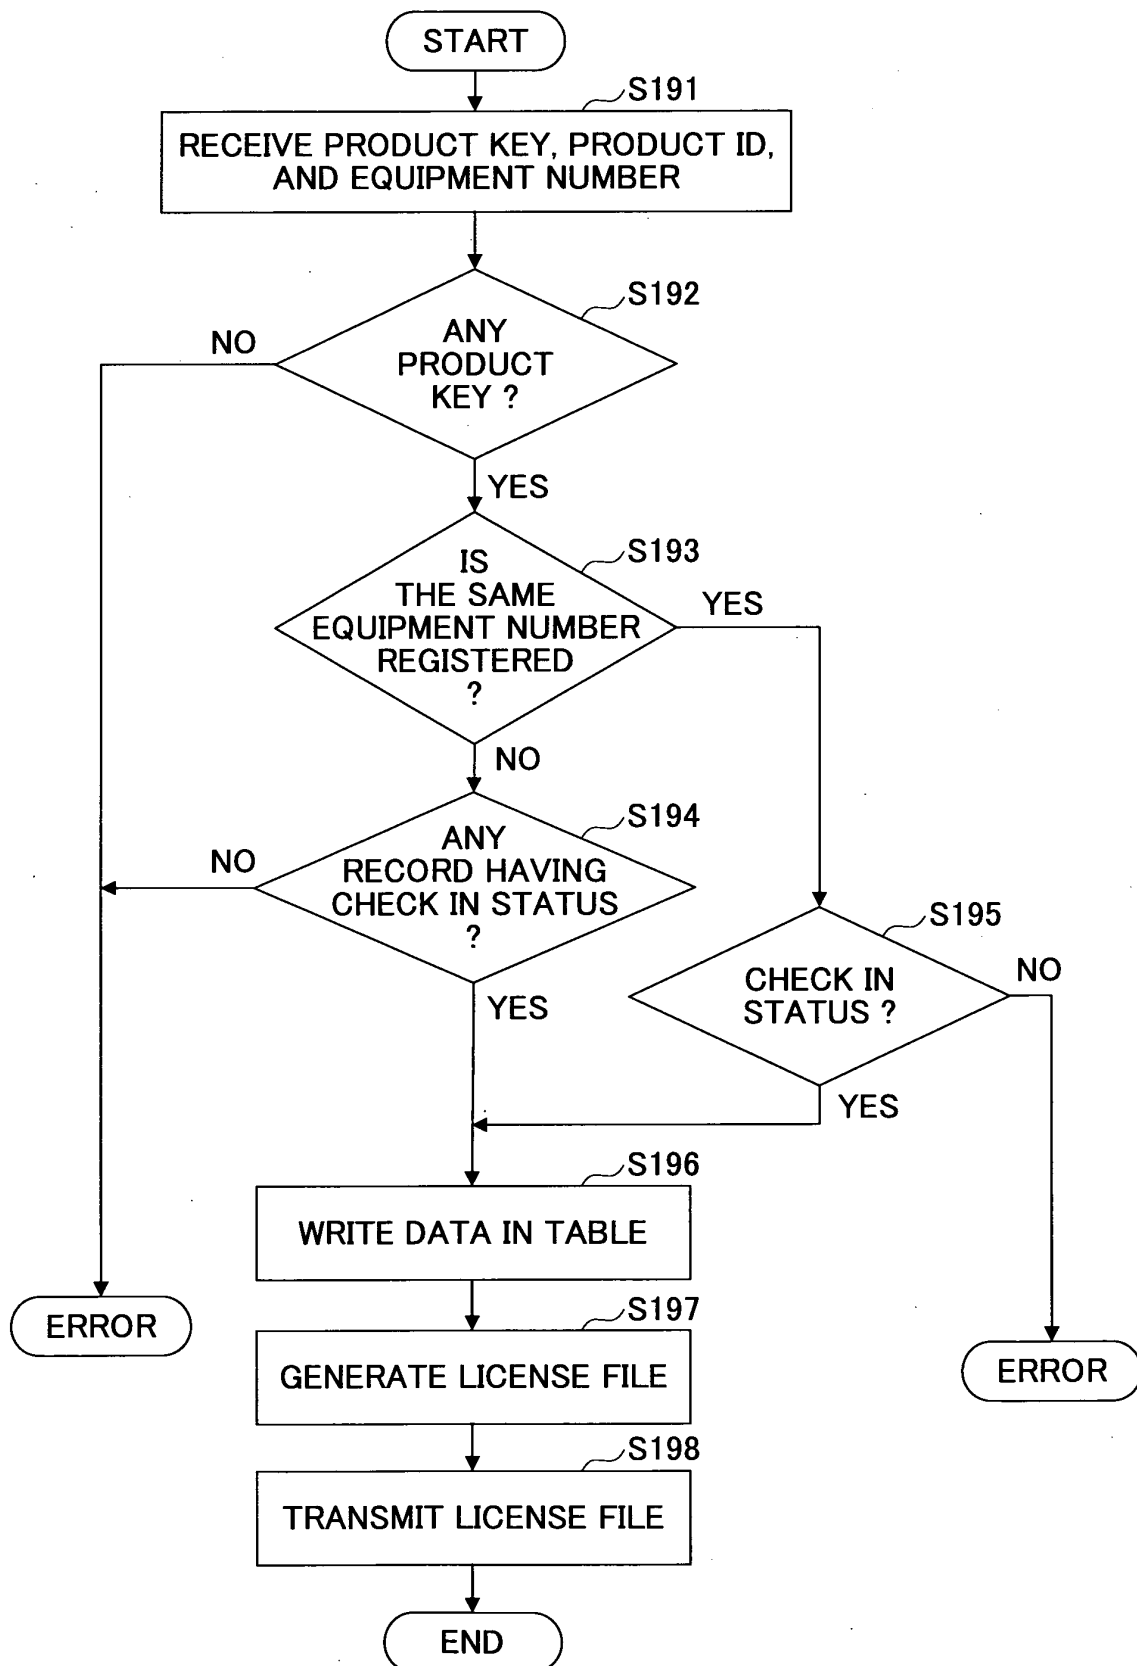 START
S191
RECEIVE PRODUCT KEY, PRODUCT ID,
AND EQUIPMENT NUMBER
S192
NO
ANY
PRODUCT
KEY ?
YES
S193
IS
THE SAME
EQUIPMENT NUMBER
REGISTERED
?
YES
NO
S194
NO
ANY
RECORD HAVING
CHECK IN STATUS
?
YES
S195
NO
CHECK IN
STATUS ?
YES
S196
WRITE DATA IN TABLE
S197
ERROR
GENERATE LICENSE FILE
ERROR
S198
TRANSMIT LICENSE FILE
END